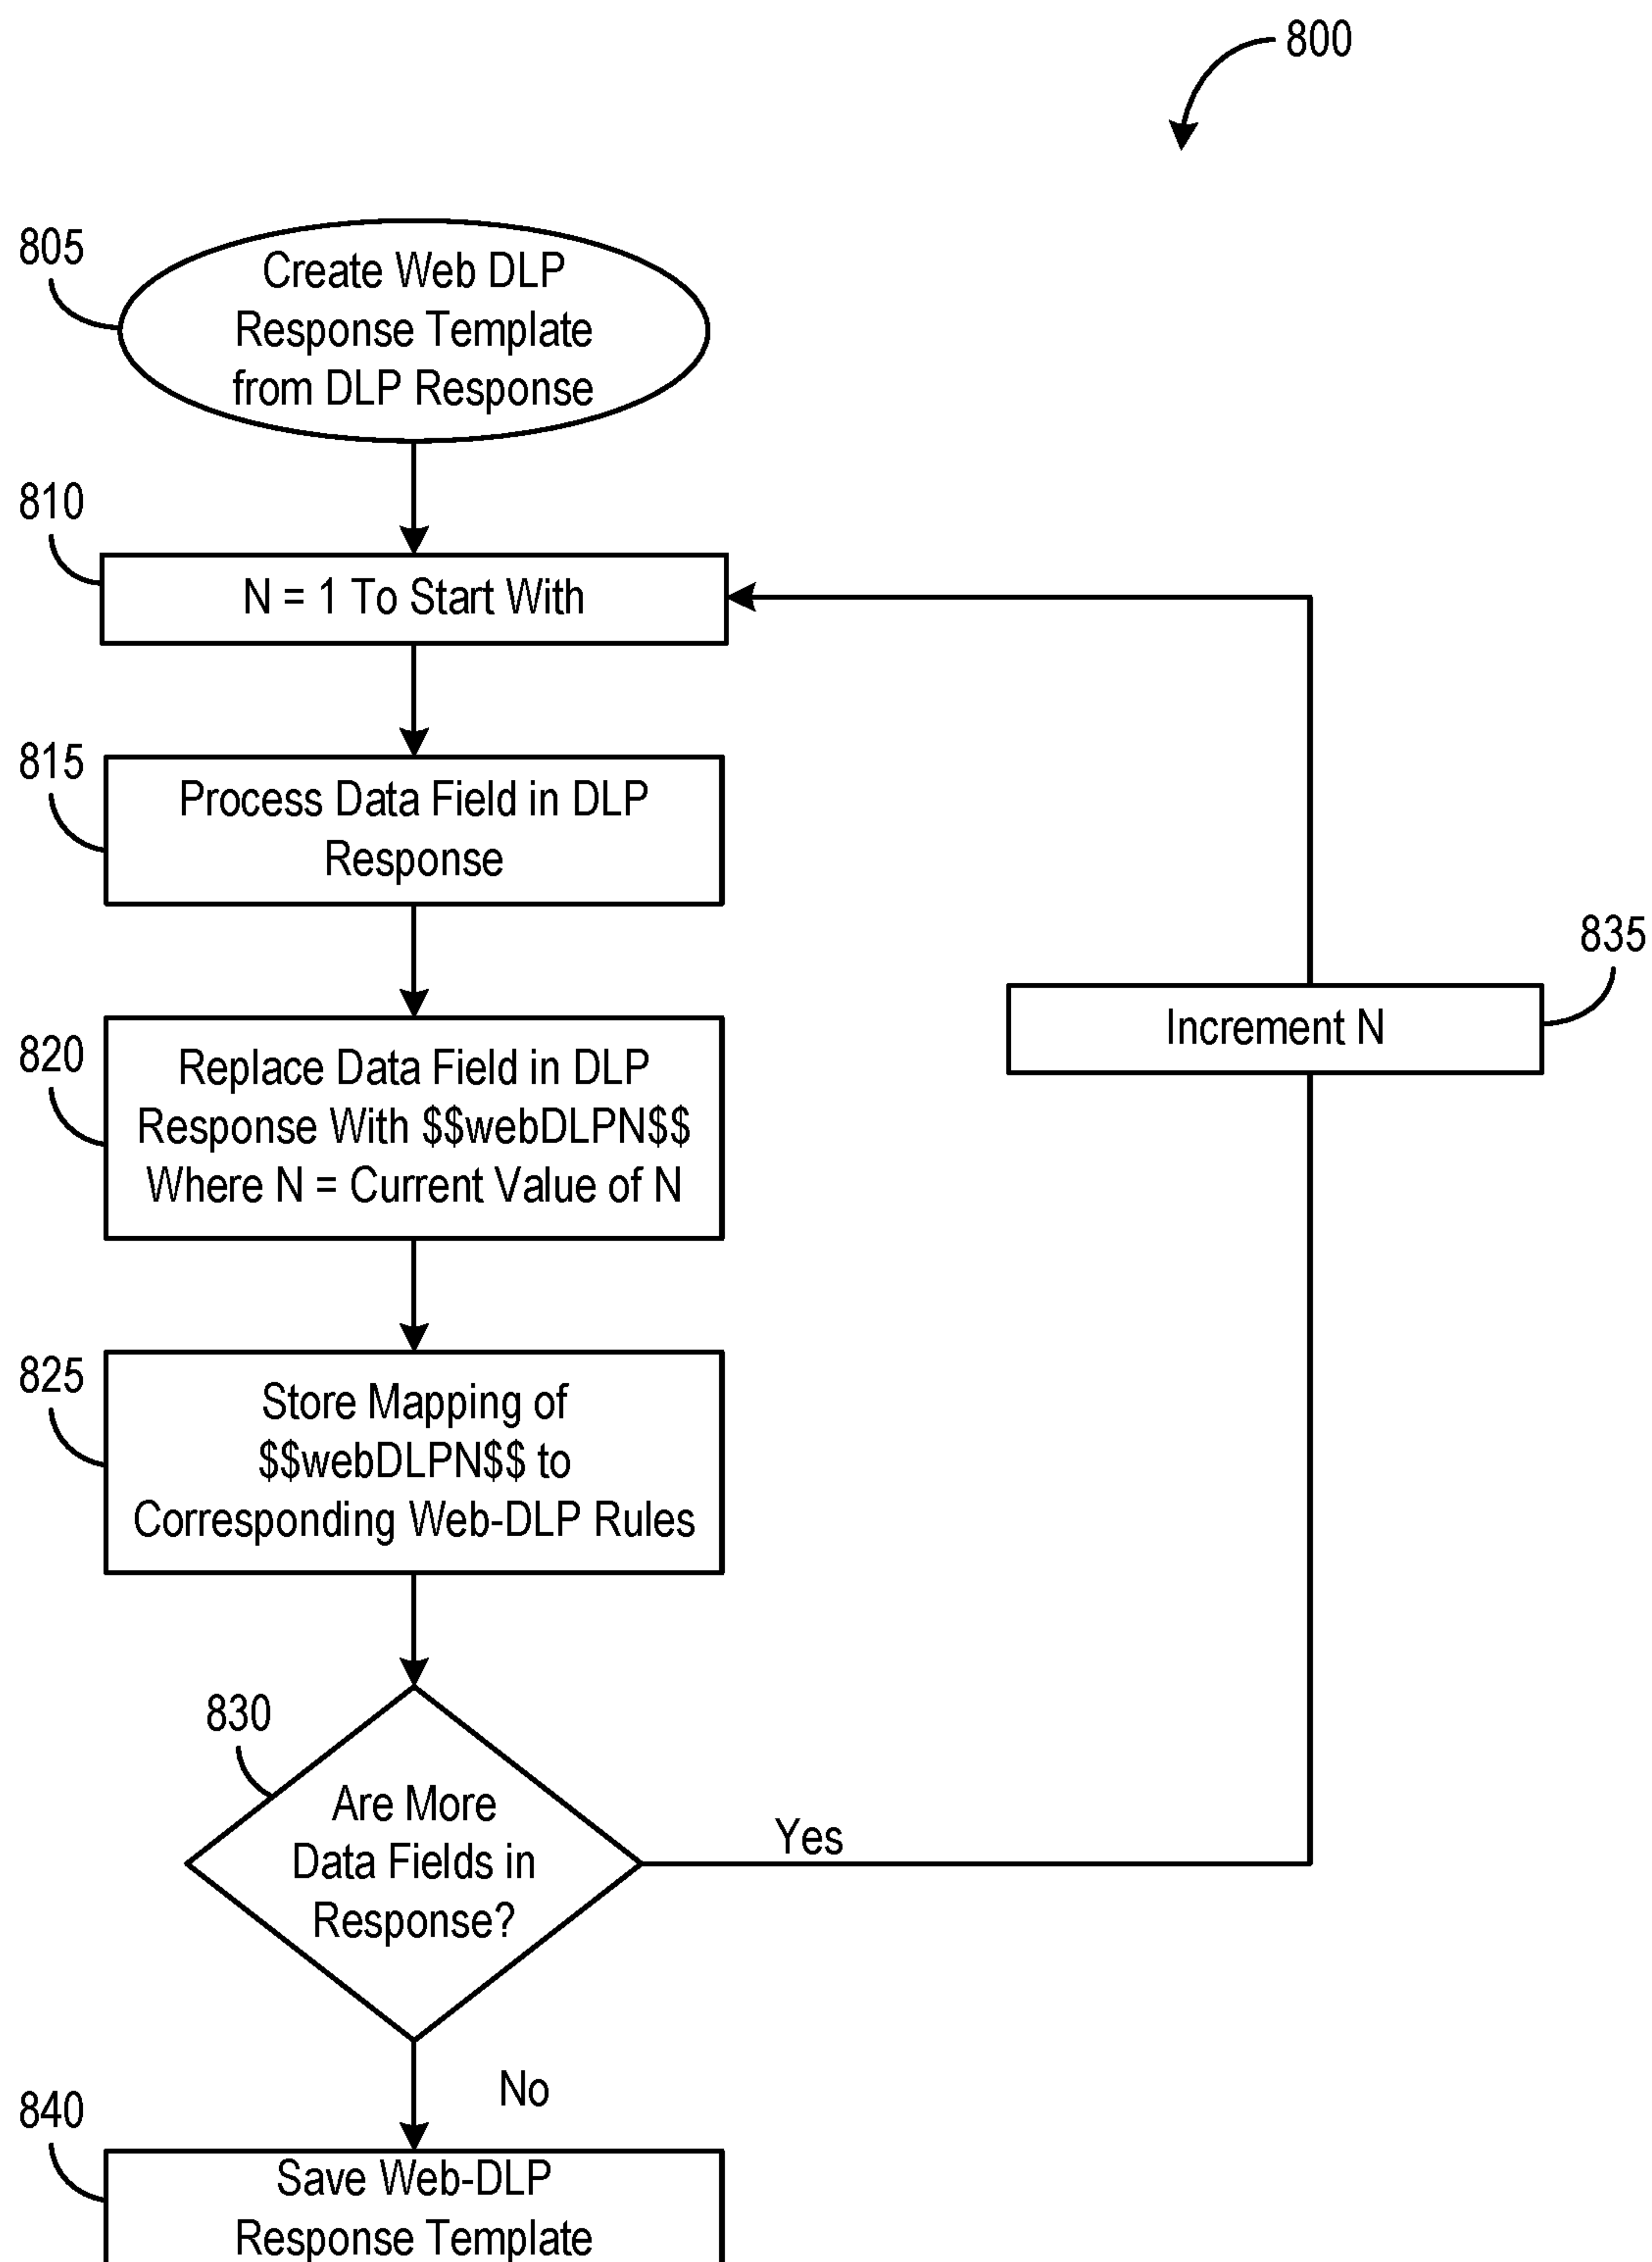 800
805
Create Web DLP
Response Template
from DLP Response
810
N = 1 To Start With
815
Process Data Field in DLP
Response
835
Increment N
820
Replace Data Field in DLP
Response With $$webDLPN$$
Where N = Current Value of N
825
Store Mapping of
$$webDLPN$$ to
Corresponding Web-DLP Rules
830
Are More
Data Fields in
Response?
Yes
No
840
Save Web-DLP
Response Template